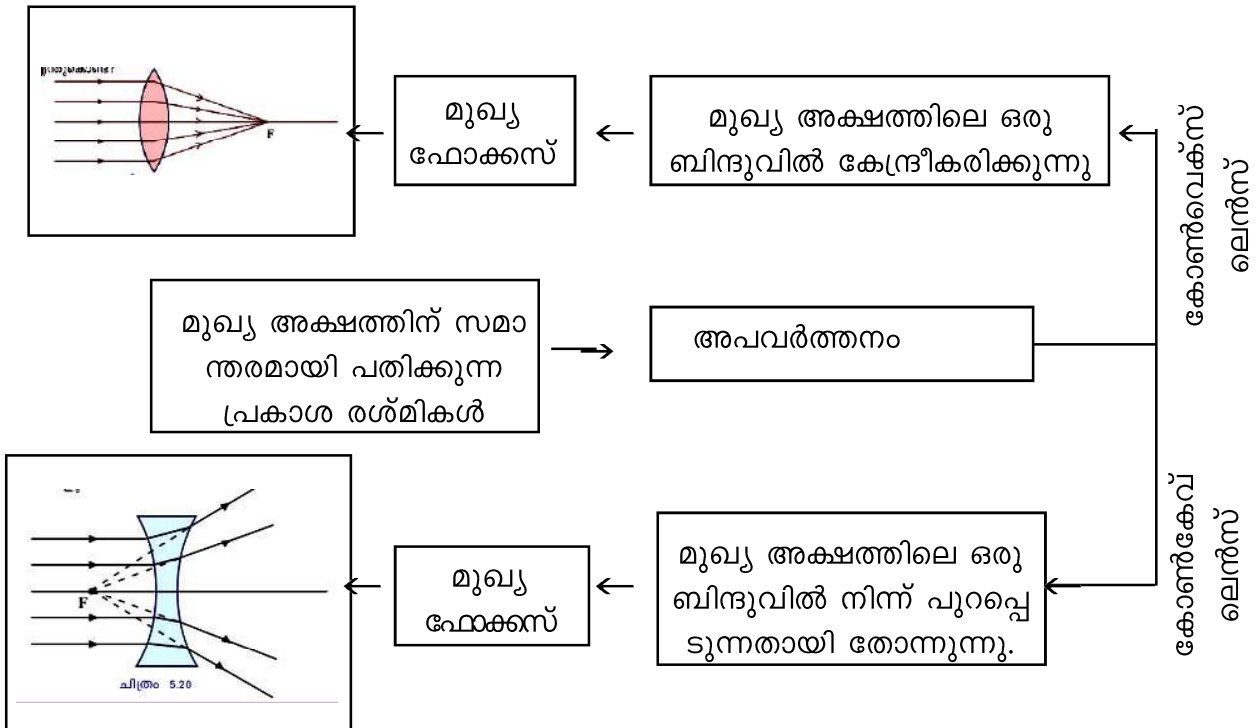 F
മുഖ്യ
ഫോക്കസ്
മുഖ്യ അക്ഷത്തിലെ ഒരു
ബിന്ദുവിൽ കേന്ദ്രീകരിക്കുന്നു
കോൺവെക്സ്
ലെൻസ്
മുഖ്യ അക്ഷത്തിന് സമാ
ന്തരമായി പതിക്കുന്ന
പ്രകാശ രശ്മികൾ
അപവർത്തനം
F
ചിത്രം 5.20
മുഖ്യ
ഫോക്കസ്
മുഖ്യ അക്ഷത്തിലെ ഒരു
ബിന്ദുവിൽ നിന്ന് പുറപ്പെ
ടുന്നതായി തോന്നുന്നു.
കോൺകേവ്
ലെൻസ്